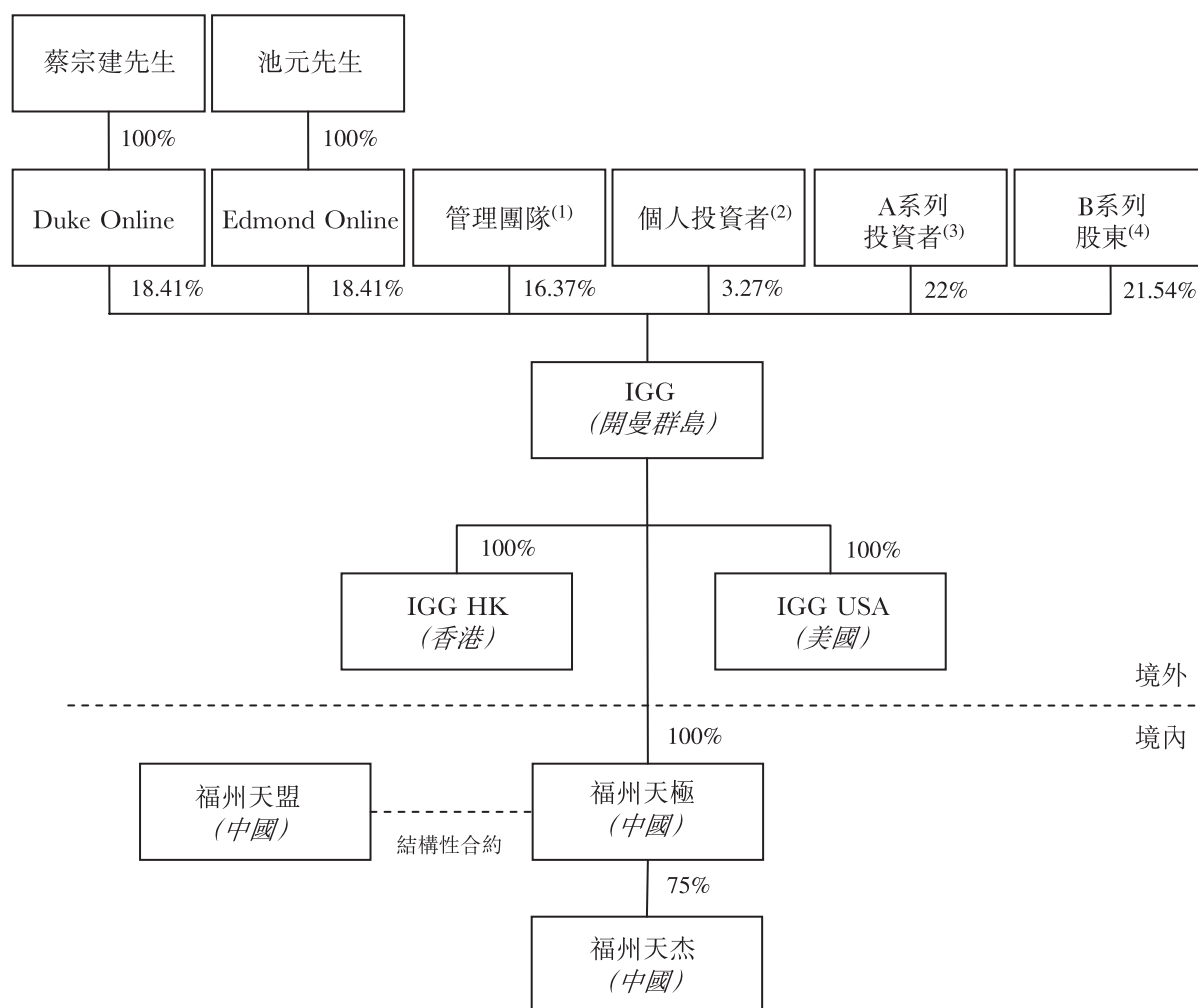 蔡宗建先生
池元先生
100%
100%
Duke Online
Edmond Online
管理團隊(1)
個人投資者(2)
A系列
投資者(3)
B系列
股東(4)
18.41%
18.41%
16.37%
3.27%
22%
21.54%
IGG
(開曼群島)
100%
100%
IGG HK
(香港)
IGG USA
(美國)
境外
境內
100%
福州天盟
(中國)
結構性合約
福州天極
(中國)
75%
福州天杰
(中國)